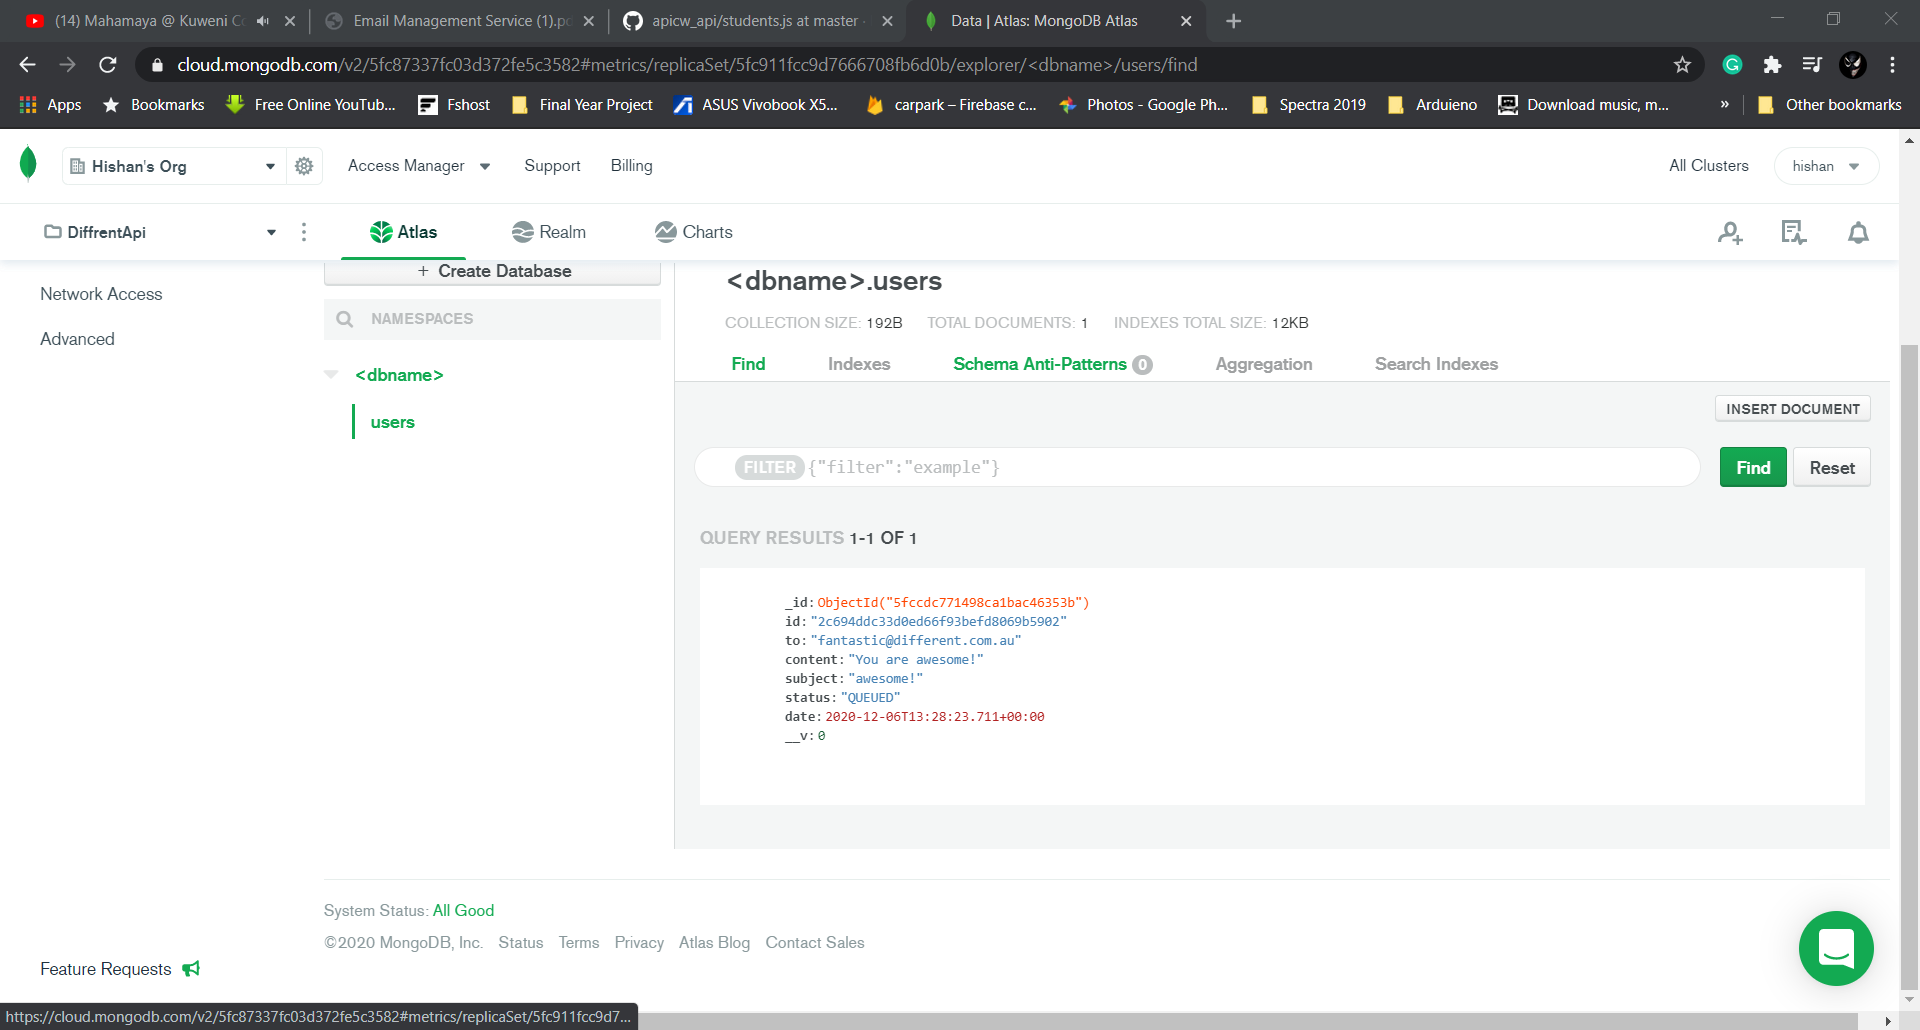 (14) Mahamaya @ Kuweni Co
Email Management Service (1).pd
apicw_api/students.js at master ·
Data | Atlas: MongoDB Atlas
cloud.mongodb.com/v2/5fc87337fc03d372fe5c3582#metrics/replicaSet/5fc911fcc9d7666708fb6d0b/explorer/<dbname>/users/find
Apps Bookmarks Free Online YouTub... Fshost Final Year Project ASUS Vivobook X5... carpark – Firebase c... Photos - Google Ph... Spectra 2019 Arduieno Download music, m... » Other bookmarks
Hishan's Org Access Manager Support Billing All Clusters hishan
DiffrentApi Atlas Realm Charts
Network Access
Advanced
Feature Requests
+ Create Database
NAMESPACES
<dbname>
users
<dbname>.users
COLLECTION SIZE: 192B TOTAL DOCUMENTS: 1 INDEXES TOTAL SIZE: 12KB
Find Indexes Schema Anti-Patterns 0 Aggregation Search Indexes
INSERT DOCUMENT
FILTER {"filter":"example"} Find Reset
QUERY RESULTS 1-1 OF 1
_id: ObjectId("5fccdc771498ca1bac46353b")
id: "2c694ddc33d0ed66f93befd8069b5902"
to: "fantastic@different.com.au"
content: "You are awesome!"
subject: "awesome!"
status: "QUEUED"
date: 2020-12-06T13:28:23.711+00:00
__v: 0
System Status: All Good
©2020 MongoDB, Inc. Status Terms Privacy Atlas Blog Contact Sales
https://cloud.mongodb.com/v2/5fc87337fc03d372fe5c3582#metrics/replicaSet/5fc911fcc9d7...